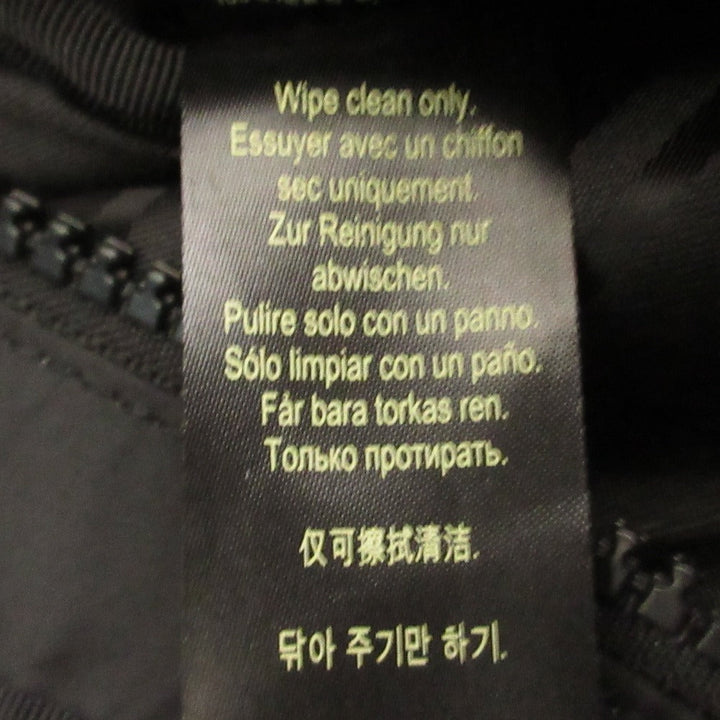 Wipe clean only.
Essuyer avec un chiffon
sec uniquement.
Zur Reinigung nur
abwischen.
Pulire solo con un panno.
Sólo limpiar con un paño.
Får bara torkas ren.
Только протирать.
仅可擦拭清洁.
닦아 주기만 하기.